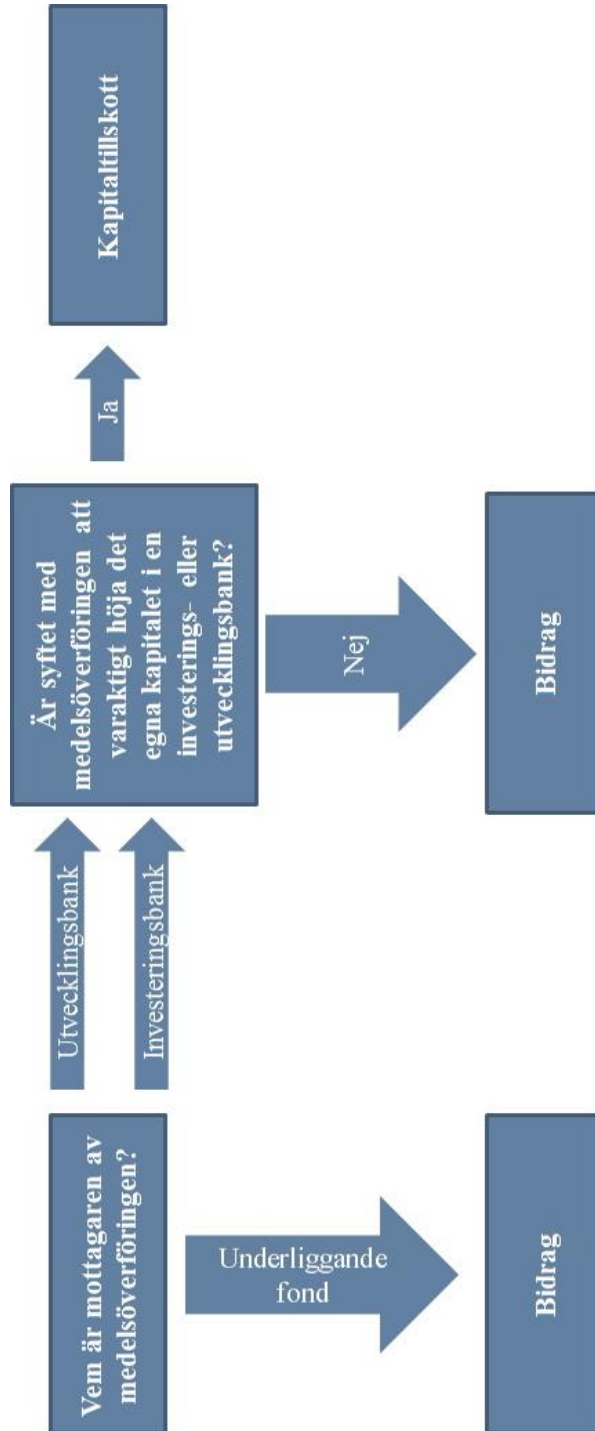 Vem är mottagaren av
medelsöverföringen?
Utvecklingsbank
Investeringsbank
Är syftet med
medelsöverföringen att
varaktigt höja det
egna kapitalet i en
investerings- eller
utvecklingsbank?
Ja
Kapitaltillskott
Underliggande
fond
Bidrag
Nej
Bidrag